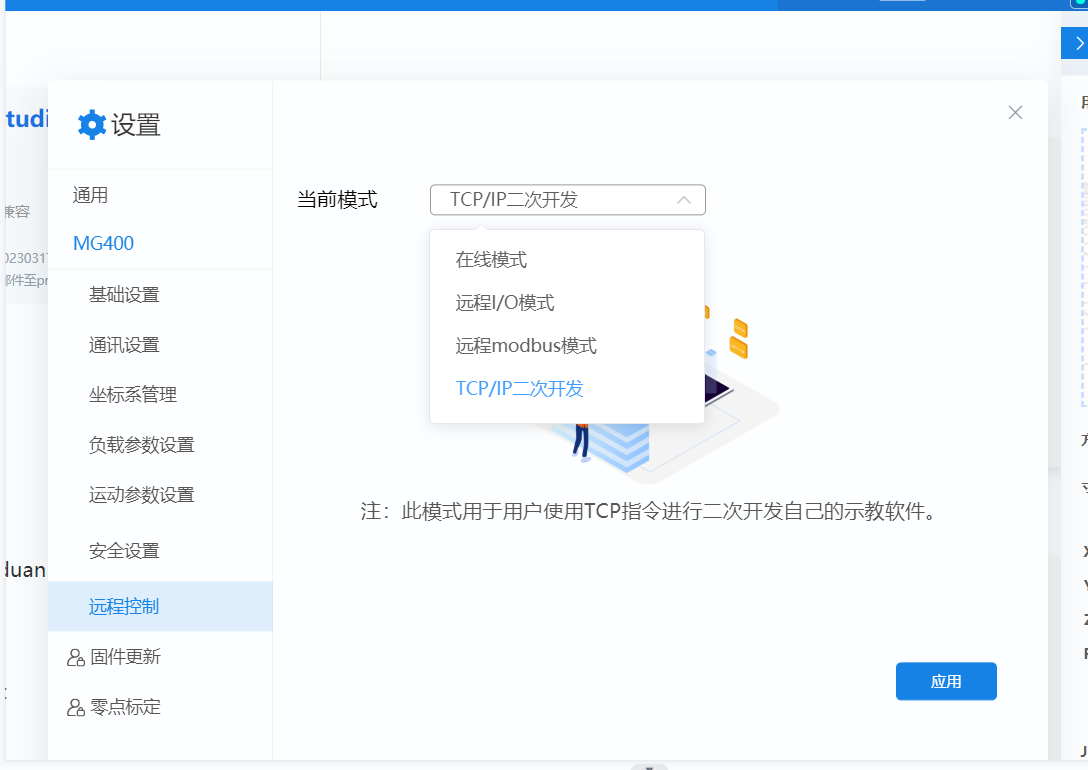 tudi
设置
通用
兼容
MG400
0230317
邮件至pr
基础设置
通讯设置
坐标系管理
负载参数设置
运动参数设置
安全设置
duan
远程控制
固件更新
零点标定
当前模式
TCP/IP二次开发
在线模式
远程I/O模式
远程modbus模式
TCP/IP二次开发
注：此模式用于用户使用TCP指令进行二次开发自己的示教软件。
应用